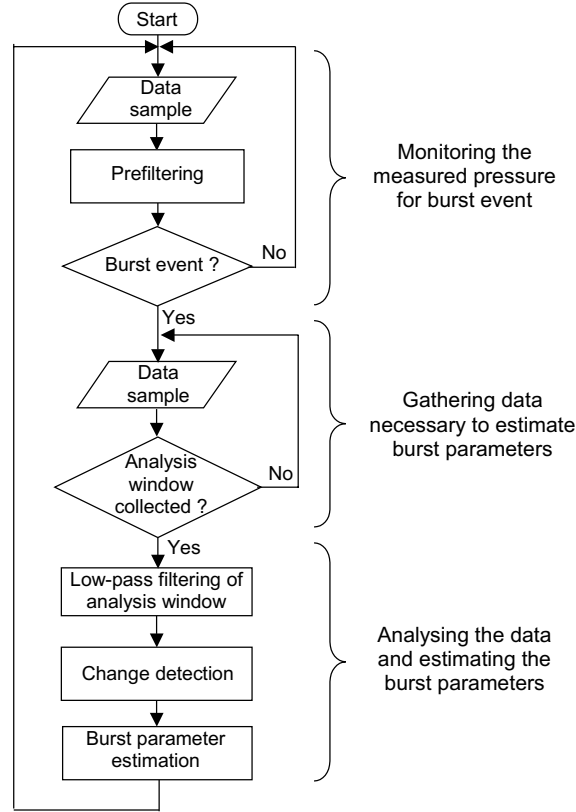 Start
Data
sample
Prefiltering
Burst event ?
No
Yes
Monitoring the
measured pressure
for burst event
Data
sample
Analysis
window
collected ?
No
Yes
Gathering data
necessary to estimate
burst parameters
Low-pass filtering of
analysis window
Change detection
Burst parameter
estimation
Analysing the data
and estimating the
burst parameters